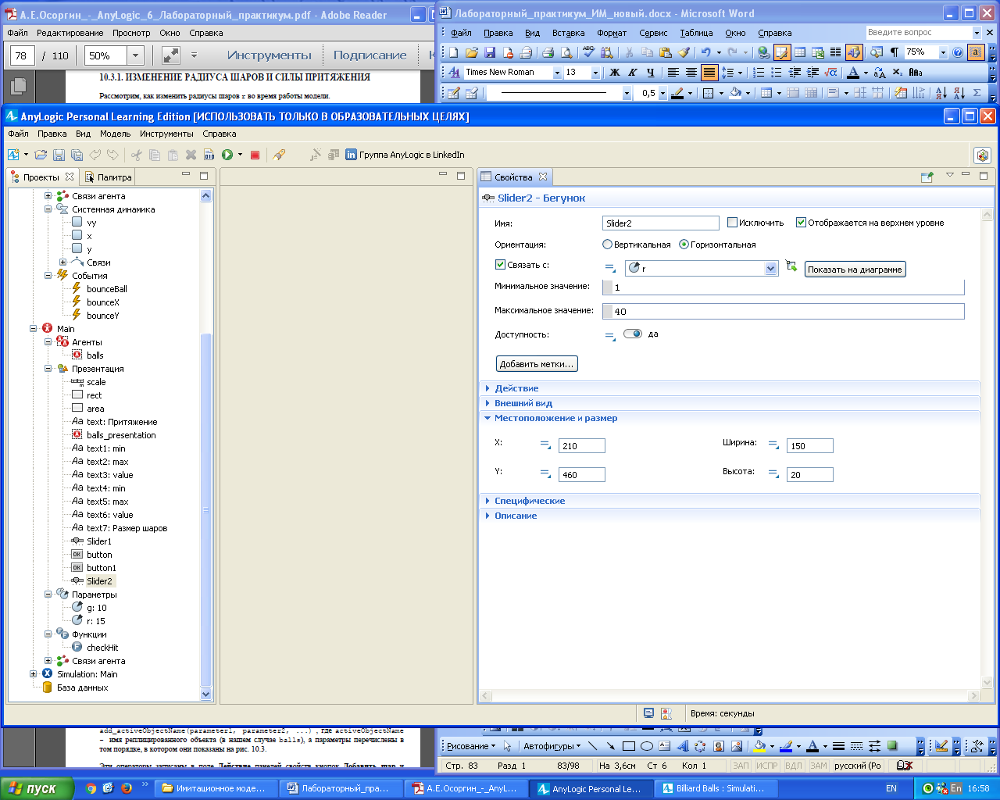 А.Е.Осоргин_-_AnyLogic_6_Лабораторный_практикум.pdf - Adobe Reader
Файл Редактирование Просмотр Окно Справка
78 / 110 50% Инструменты Подписание
10.3.1. ИЗМЕНЕНИЕ РАДИУСА ШАРОВ И СИЛЫ ПРИТЯЖЕНИЯ
Рассмотрим, как изменить радиусы шаров r во время работы модели.
Лабораторный_практикум_ИМ_новый.docx - Microsoft Word
Файл Правка Вид Вставка Формат Сервис Таблица Окно Справка Введите вопрос
75%
Times New Roman 13 Ж К Ч
0,5
AnyLogic Personal Learning Edition [ИСПОЛЬЗОВАТЬ ТОЛЬКО В ОБРАЗОВАТЕЛЬНЫХ ЦЕЛЯХ]
Файл Правка Вид Модель Инструменты Справка
Группа AnyLogic в LinkedIn
Проекты Палитра
Связи агента
Системная динамика
vy
x
y
Связи
События
bounceBall
bounceX
bounceY
Main
Агенты
balls
Презентация
scale
rect
area
Aa text: Притяжение
balls_presentation
Aa text1: min
Aa text2: max
Aa text3: value
Aa text4: min
Aa text5: max
Aa text6: value
Aa text7: Размер шаров
Slider1
OK button
OK button1
Slider2
Параметры
g: 10
r: 15
Функции
checkHit
Связи агента
Simulation: Main
База данных
Свойства
Slider2 - Бегунок
Имя: Slider2 Исключить Отображается на верхнем уровне
Ориентация: Вертикальная Горизонтальная
Связать с: r Показать на диаграмме
Минимальное значение: 1
Максимальное значение: 40
Доступность: да
Добавить метки...
Действие
Внешний вид
Местоположение и размер
X: 210 Ширина: 150
Y: 460 Высота: 20
Специфические
Описание
Время: секунды
add_activeObjectName(parameter1, parameter2, ...) , где activeObjectName
– имя реплицированного объекта (в нашем случае balls), а параметры перечислены в
том порядке, в котором они показаны на рис. 10.3.
Эти операторы записаны в поле Действие панелей свойств кнопок Добавить шар и
Рисование Автофигуры
Стр. 83 Разд 1 83/98 На 3,6см Ст 6 Кол 1 ЗАП ИСПР ВДЛ ЗАМ русский (Ро
пуск Имитационное моде... Лабораторный_пра... А.Е.Осоргин_-_AnyL... AnyLogic Personal Le... Billiard Balls : Simulati... EN En 16:58